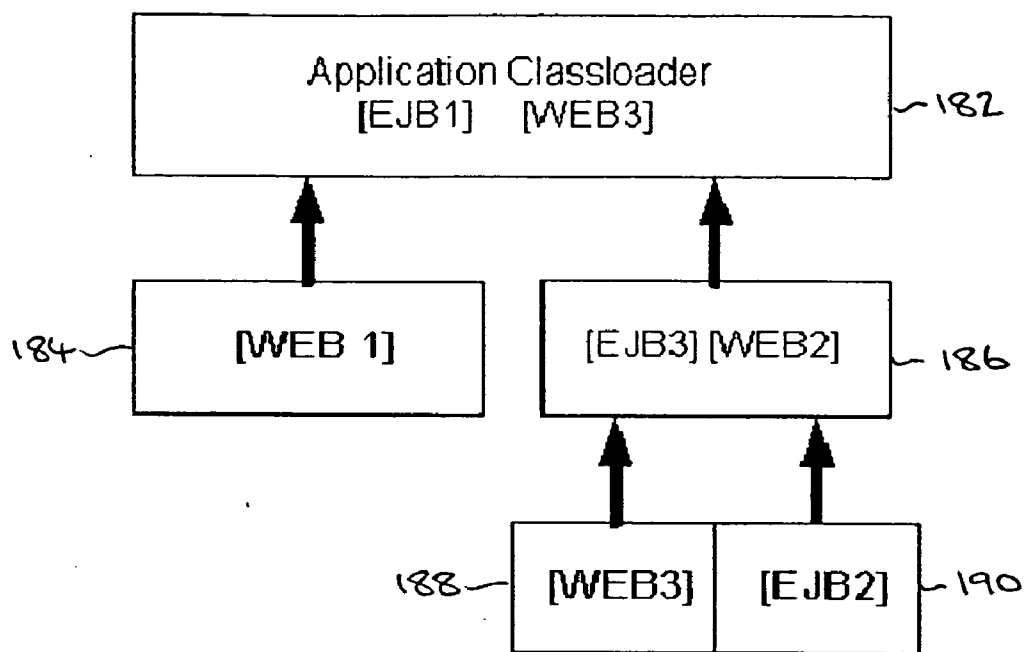 Application Classloader
[EJB1] [WEB3]
182
184
[WEB 1]
[EJB3] [WEB2]
186
188
[WEB3]
[EJB2]
190